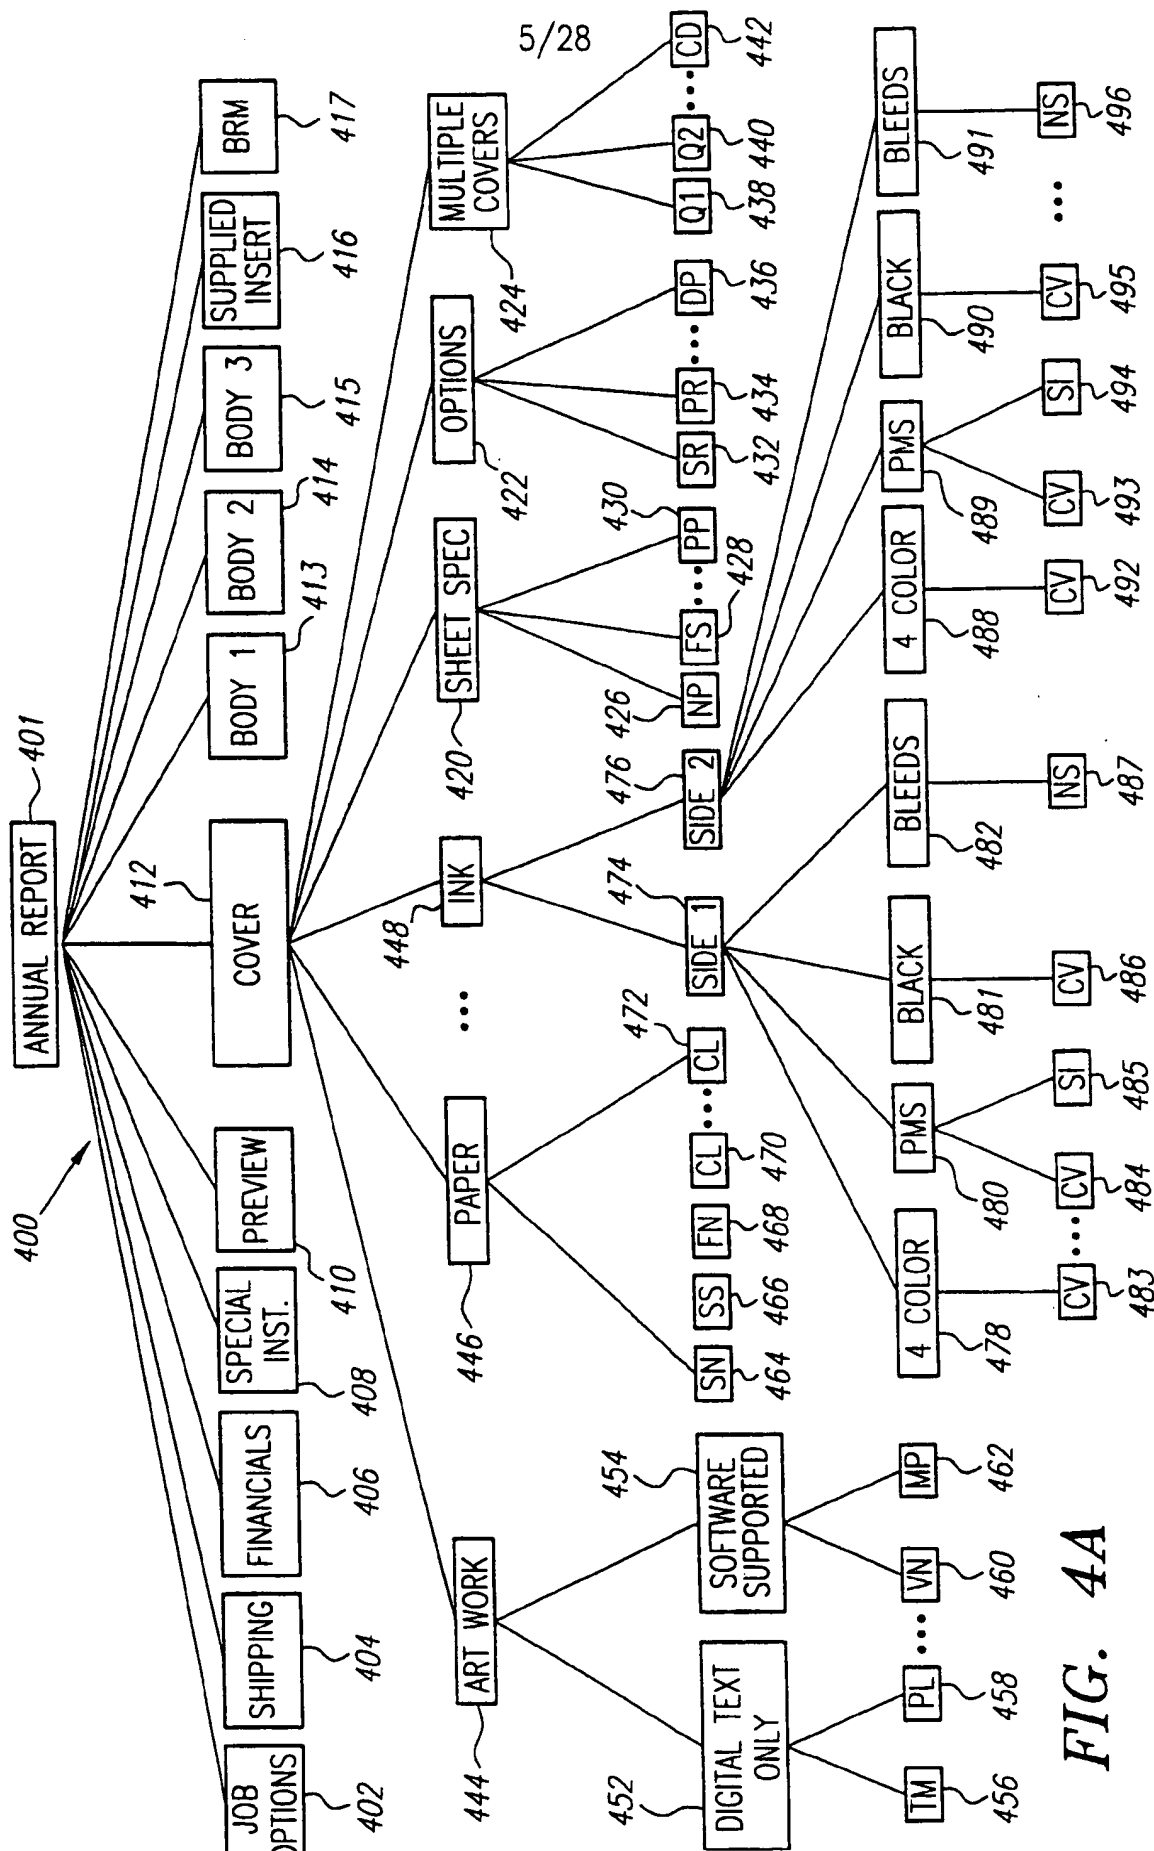 5/28
400
ANNUAL REPORT
401
JOB
OPTIONS
402
SHIPPING
404
FINANCIALS
406
SPECIAL
INST.
408
PREVIEW
410
COVER
412
BODY 1
413
BODY 2
414
BODY 3
415
SUPPLIED
INSERT
416
BRM
417
ART WORK
444
PAPER
446
...
INK
448
SHEET SPEC
420
OPTIONS
422
MULTIPLE
COVERS
424
DIGITAL TEXT
ONLY
452
SOFTWARE
SUPPORTED
454
SN
464
SS
466
FN
468
CL
470
....
CL
472
SIDE 1
474
SIDE 2
476
NP
426
FS
428
....
PP
430
SR
432
PR
434
....
DP
436
Q1
438
Q2
440
....
CD
442
TM
456
PL
458
....
VN
460
MP
462
4 COLOR
478
PMS
480
BLACK
481
BLEEDS
482
4 COLOR
488
PMS
489
BLACK
490
BLEEDS
491
CV
483
....
CV
484
SI
485
CV
486
NS
487
CV
492
CV
493
SI
494
CV
495
...
NS
496
FIG. 4A